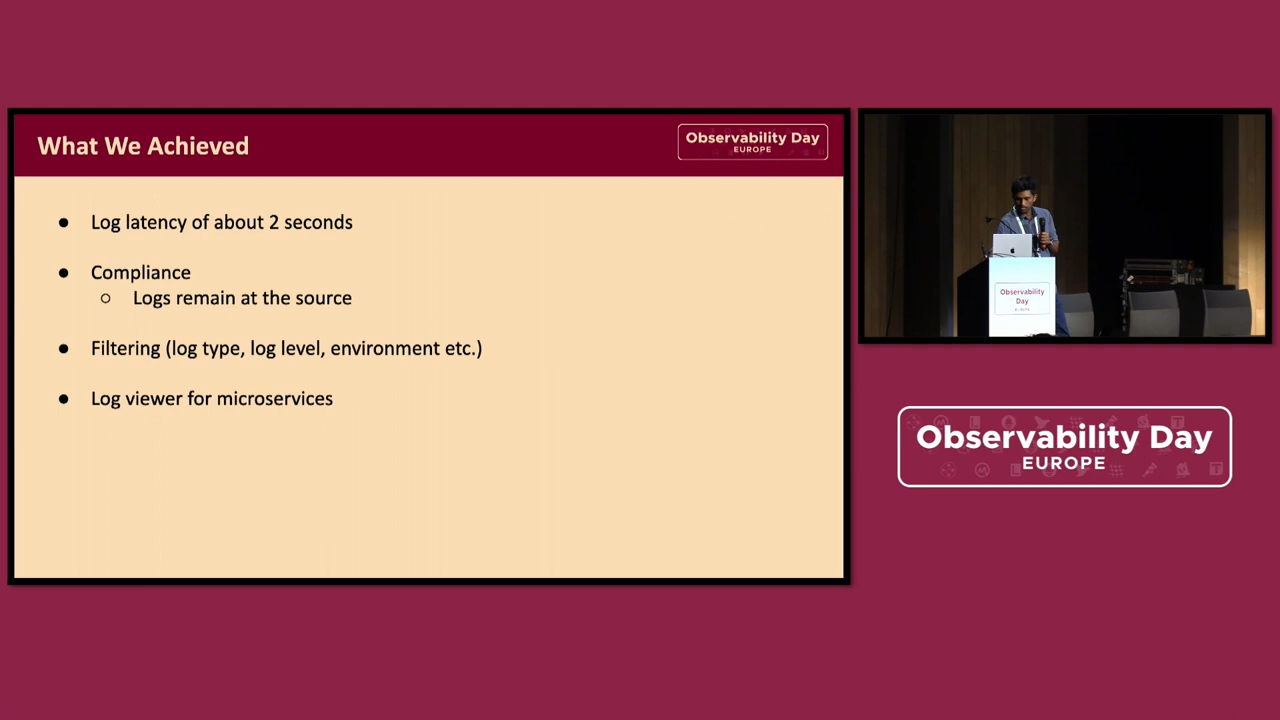 What We Achieved
Observability Day
EUROPE
● Log latency of about 2 seconds
● Compliance
○ Logs remain at the source
● Filtering (log type, log level, environment etc.)
● Log viewer for microservices
Observability
Day
Observability Day
EUROPE